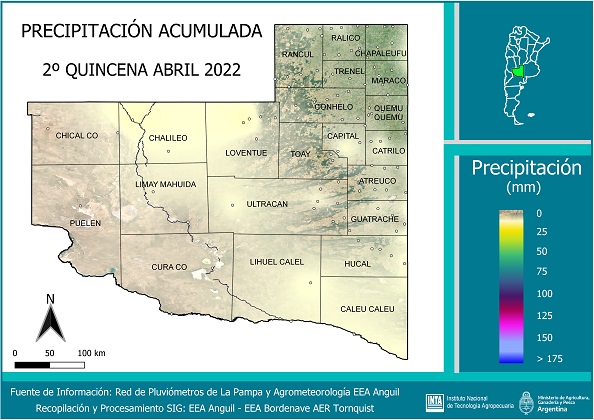 PRECIPITACIÓN ACUMULADA
2º QUINCENA ABRIL 2022
RANCUL
RALICO
CHAPALEUFU
TRENEL
MARACO
CONHELO
QUEMU
QUEMU
CHICAL CO
CHALILEO
LOVENTUE
TOAY
CAPITAL
CATRILO
LIMAY MAHUIDA
ATREUCO
ULTRACAN
GUATRACHE
PUELEN
CURA CO
LIHUEL CALEL
HUCAL
CALEU CALEU
N
0
50
100 km
Precipitación
(mm)
0
25
50
75
100
125
150
> 175
Fuente de Información: Red de Pluviómetros de La Pampa y Agrometeorología EEA Anguil
Recopilación y Procesamiento SIG: EEA Anguil - EEA Bordenave AER Tornquist
INTA
Instituto Nacional
de Tecnología Agropecuaria
Ministerio de Agricultura,
Ganadería y Pesca
Argentina